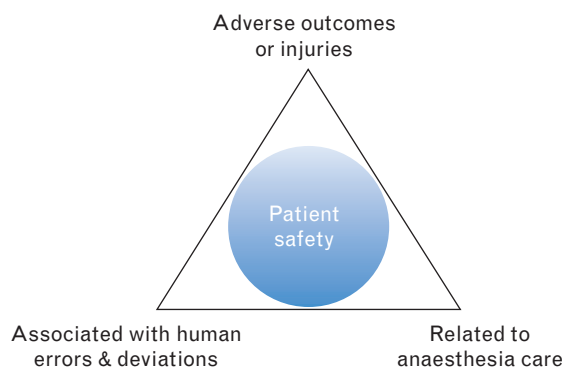 Adverse outcomes
or injuries
Patient
safety
Associated with human
errors & deviations
Related to
anaesthesia care